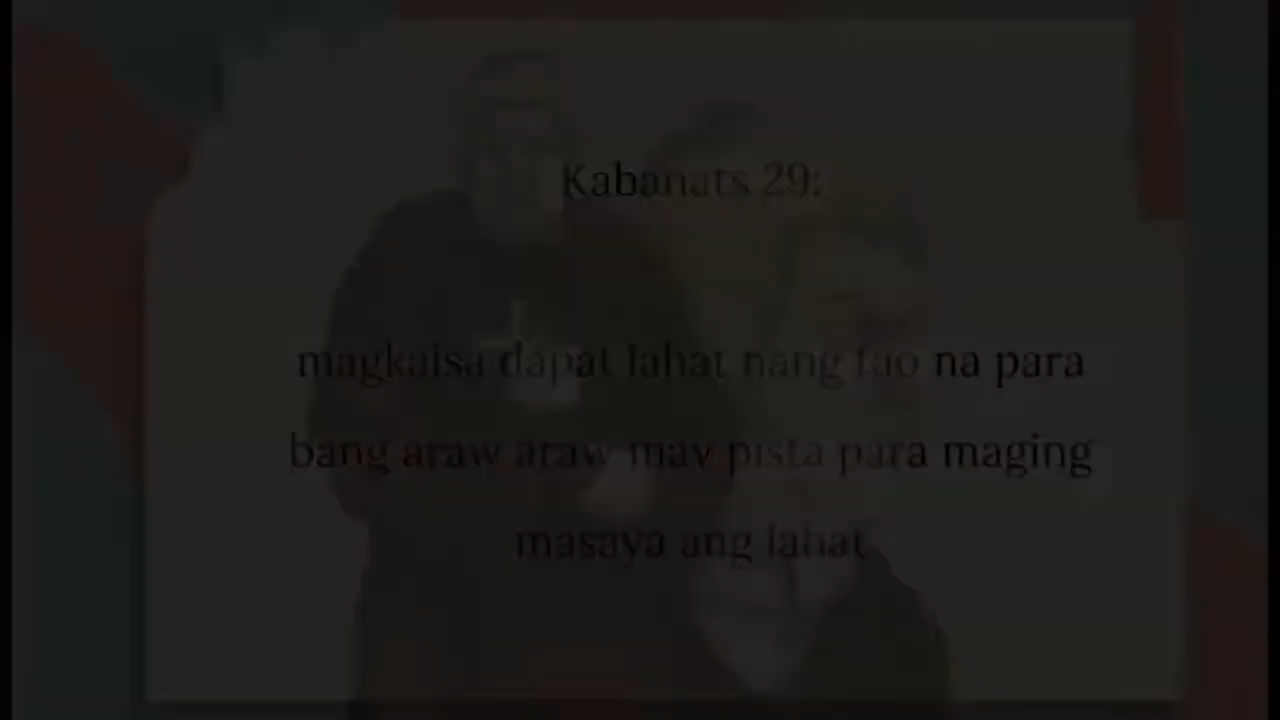 Kabanats 29:
magkaisa dapat lahat nang tao na para
bang araw araw may pista para maging
masaya ang lahat